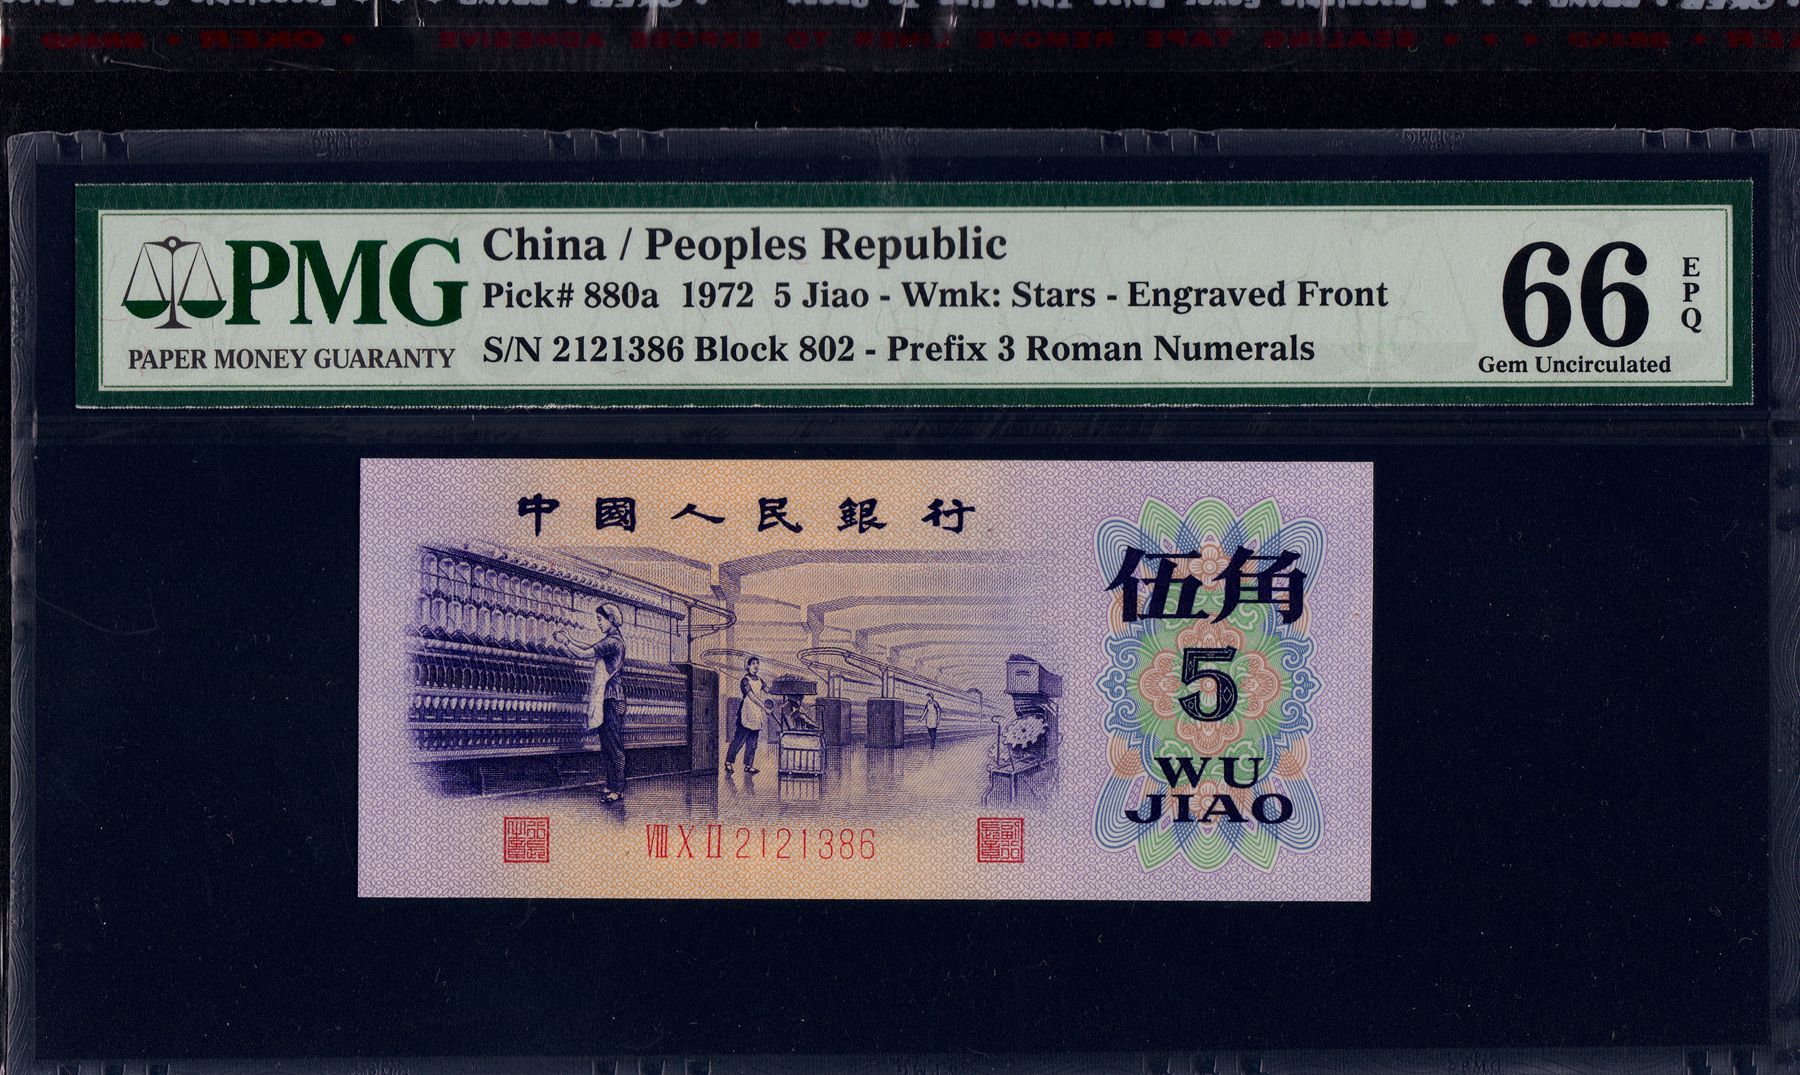 PMG
PAPER MONEY GUARANTY
China / Peoples Republic
Pick# 880a 1972 5 Jiao - Wmk: Stars - Engraved Front
S/N 2121386 Block 802 - Prefix 3 Roman Numerals
66
EPQ
Gem Uncirculated
中國人民銀行
伍角
5
WU
JIAO
VIII X II 2121386